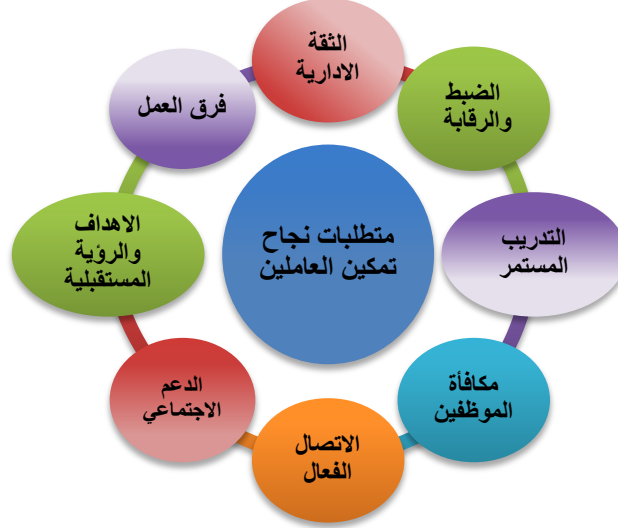 الثقة
الادارية
الضبط
والرقابة
التدريب
المستمر
مكافأة
الموظفين
الاتصال
الفعال
الدعم
الاجتماعي
الاهداف
والرؤية
المستقبلية
فرق العمل
متطلبات نجاح
تمكين العاملين